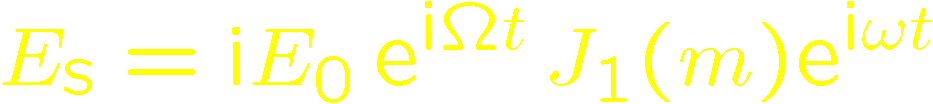 E_s = iE_0 e^{iΩt} J_1(m)e^{iωt}